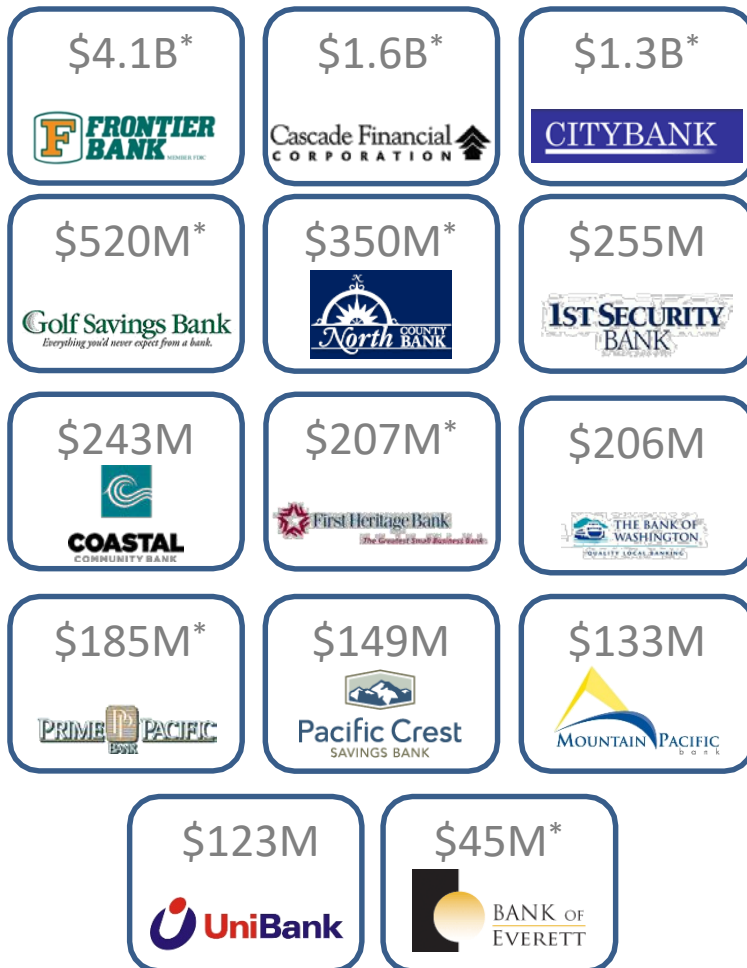 $4.1B*
F FRONTIER
BANK
MEMBER FDIC
$1.6B*
Cascade Financial
CORPORATION
$1.3B*
CITYBANK
$520M*
Golf Savings Bank
Everything you'd never expect from a bank.
$350M*
N
North COUNTY
BANK
$255M
1ST SECURITY
BANK
$243M
COASTAL
COMMUNITY BANK
$207M*
First Heritage Bank
The Greatest Small Business Bank
$206M
THE BANK OF
WASHINGTON
QUALITY LOCAL BANKING
$185M*
PRIME PP PACIFIC
BANK
$149M
Pacific Crest
SAVINGS BANK
$133M
MOUNTAIN PACIFIC
bank
$123M
UniBank
$45M*
BANK OF
EVERETT